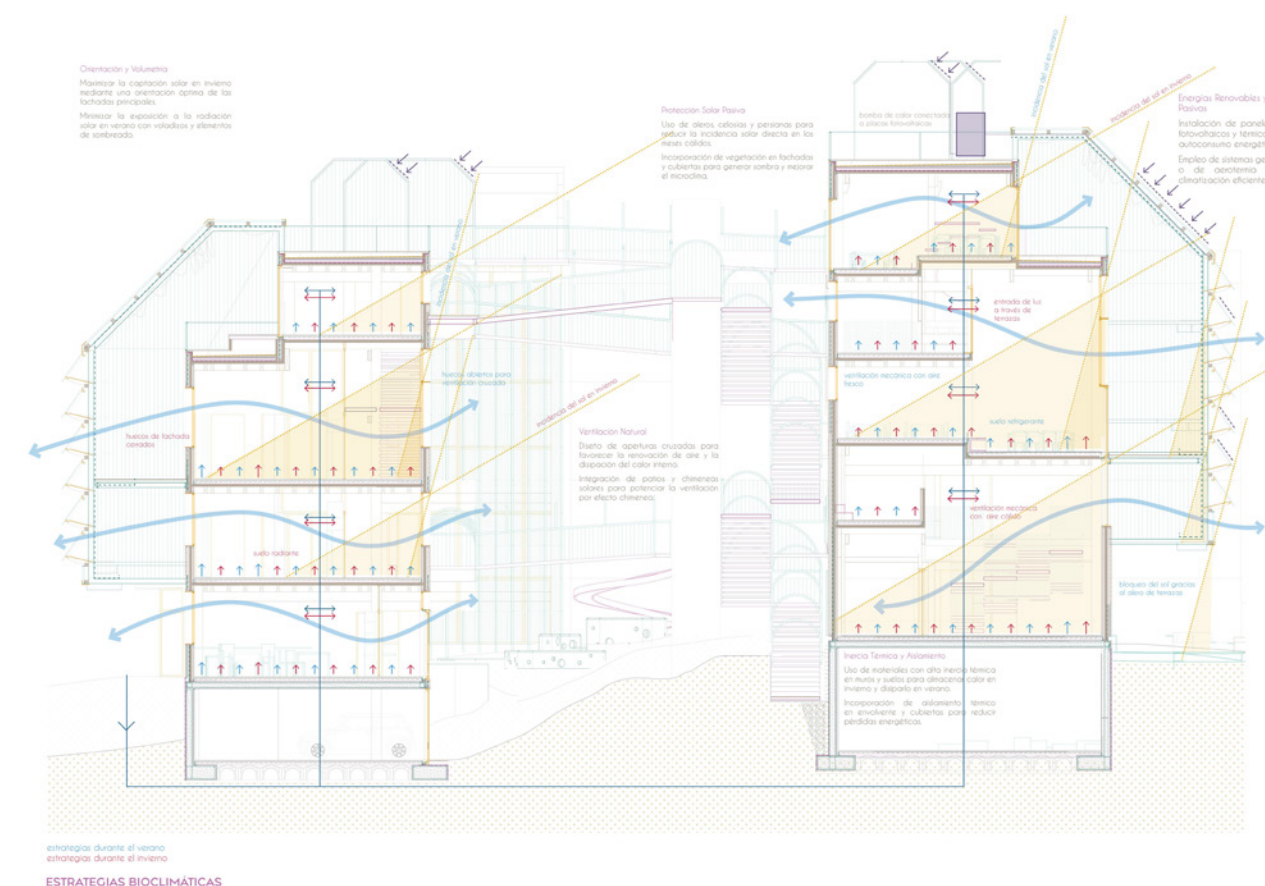 Orientación y Volumetría
Maximizar la captación solar en invierno
mediante una orientación óptima de las
fachadas principales.
Minimizar la exposición a la radiación
solar en verano con voladizos y elementos
de sombreado.
Protección Solar Pasiva
Uso de aleros, celosías y persianas para
reducir la incidencia solar directa en los
meses cálidos.
Incorporación de vegetación en fachadas
y cubiertas para generar sombra y mejorar
el microclima.
bomba de calor conectada
a placas fotovoltaicas
incidencia del sol en verano
incidencia del sol en invierno
Energías Renovables y
Pasivos
Instalación de panele
fotovoltaicos y térmico
autoconsumo energét
Empleo de sistemas ge
o de aerotermia
climatización eficiente
incidencia del sol en verano
entrada de luz
a través de
terrazas
huecos abiertos para
ventilación cruzada
ventilación mecánica con aire
fresco
incidencia del sol en invierno
huecos de fachada
cerrados
suelo refrigerante
Ventilación Natural
Diseño de aperturas cruzadas para
favorecer la renovación de aire y la
disipación del calor interno.
Integración de patios y chimeneas
solares para potenciar la ventilación
por efecto chimenea.
ventilación mecánica
con aire cálido
suelo radiante
bloqueo del sol gracias
al alero de terrazas
Inercia Térmica y Aislamiento
Uso de materiales con alta inercia térmica
en muros y suelos para almacenar calor en
invierno y disiparlo en verano.
Incorporación de aislamiento térmico
en envolvente y cubiertas para reducir
pérdidas energéticas.
estrategias durante el verano
estrategias durante el invierno
ESTRATEGIAS BIOCLIMÁTICAS